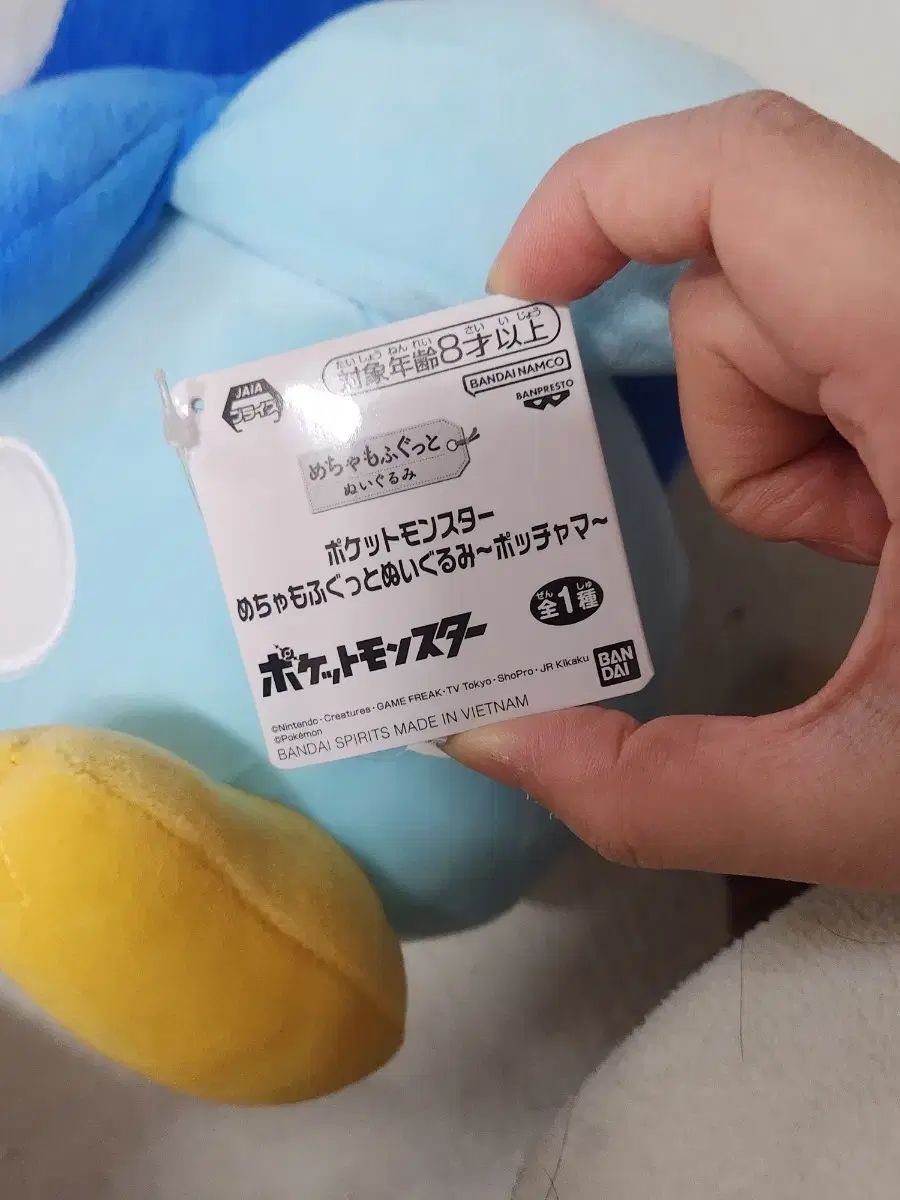 たいしょうねんれい さい いじょう
対象年齢8才以上
JAIA
プライズ
BANDAI NAMCO
BANPRESTO
めちゃもふぐっと
ぬいぐるみ
ポケットモンスター
めちゃもふぐっとぬいぐるみ〜ポッチャマ〜
ぜん しゅ
全1種
ポケットモンスター
©Nintendo・Creatures・GAME FREAK・TV Tokyo・ShoPro・JR Kikaku
©Pokémon
BAN
DAI
BANDAI SPIRITS MADE IN VIETNAM